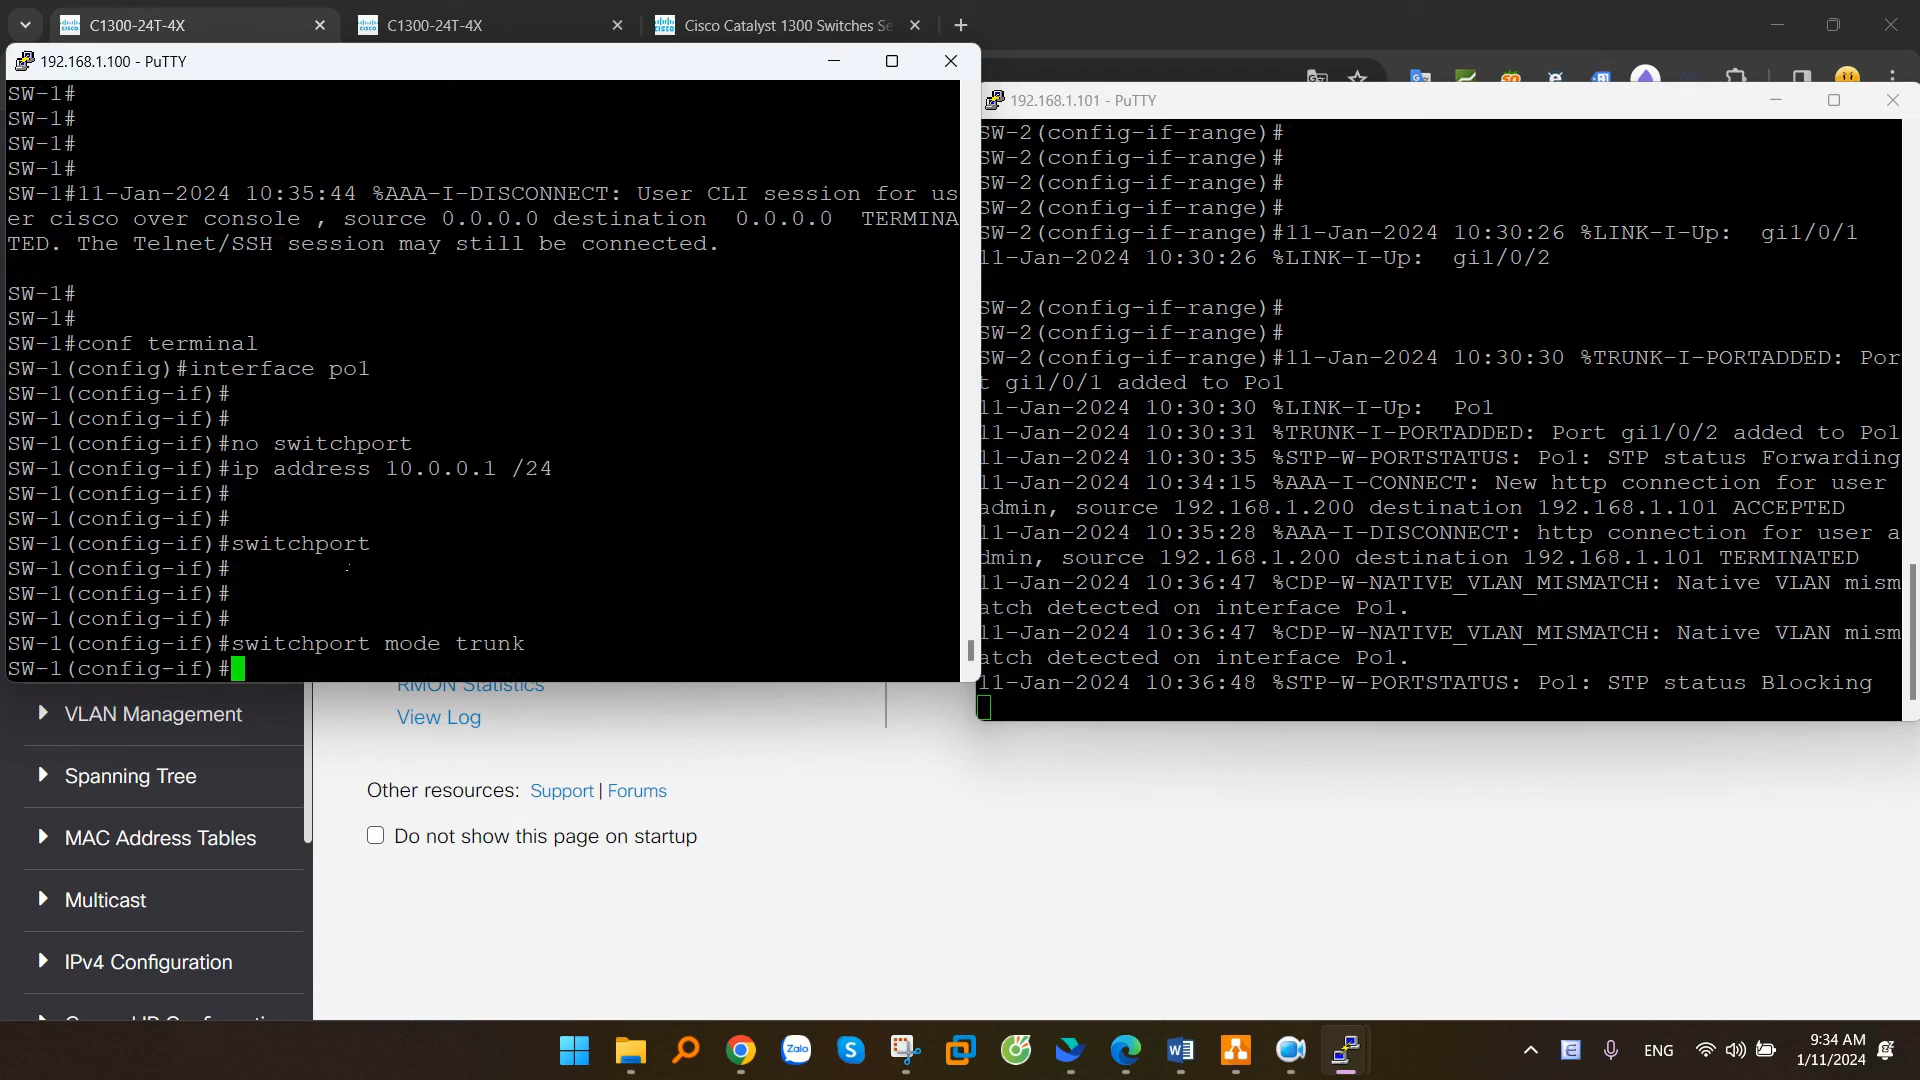 C1300-24T-4X
C1300-24T-4X
Cisco Catalyst 1300 Switches Se
192.168.1.100 - PuTTY
SW-1#
SW-1#
SW-1#
SW-1#
SW-1#11-Jan-2024 10:35:44 %AAA-I-DISCONNECT: User CLI session for us
er cisco over console , source 0.0.0.0 destination  0.0.0.0  TERMINA
TED. The Telnet/SSH session may still be connected.
SW-1#
SW-1#
SW-1#conf terminal
SW-1(config)#interface po1
SW-1(config-if)#
SW-1(config-if)#
SW-1(config-if)#no switchport
SW-1(config-if)#ip address 10.0.0.1 /24
SW-1(config-if)#
SW-1(config-if)#
SW-1(config-if)#switchport
SW-1(config-if)#
SW-1(config-if)#
SW-1(config-if)#
SW-1(config-if)#switchport mode trunk
SW-1(config-if)#
192.168.1.101 - PuTTY
SW-2(config-if-range)#
SW-2(config-if-range)#
SW-2(config-if-range)#
SW-2(config-if-range)#
SW-2(config-if-range)#11-Jan-2024 10:30:26 %LINK-I-Up:  gi1/0/1
11-Jan-2024 10:30:26 %LINK-I-Up:  gi1/0/2
SW-2(config-if-range)#
SW-2(config-if-range)#
SW-2(config-if-range)#11-Jan-2024 10:30:30 %TRUNK-I-PORTADDED: Por
t gi1/0/1 added to Po1
11-Jan-2024 10:30:30 %LINK-I-Up:  Po1
11-Jan-2024 10:30:31 %TRUNK-I-PORTADDED: Port gi1/0/2 added to Po1
11-Jan-2024 10:30:35 %STP-W-PORTSTATUS: Po1: STP status Forwarding
11-Jan-2024 10:34:15 %AAA-I-CONNECT: New http connection for user
admin, source 192.168.1.200 destination 192.168.1.101 ACCEPTED
11-Jan-2024 10:35:28 %AAA-I-DISCONNECT: http connection for user a
dmin, source 192.168.1.200 destination 192.168.1.101 TERMINATED
11-Jan-2024 10:36:47 %CDP-W-NATIVE_VLAN_MISMATCH: Native VLAN mism
atch detected on interface Po1.
11-Jan-2024 10:36:47 %CDP-W-NATIVE_VLAN_MISMATCH: Native VLAN mism
atch detected on interface Po1.
11-Jan-2024 10:36:48 %STP-W-PORTSTATUS: Po1: STP status Blocking
VLAN Management
Spanning Tree
MAC Address Tables
Multicast
IPv4 Configuration
RMON Statistics
View Log
Other resources: Support | Forums
Do not show this page on startup
Zalo
ENG
9:34 AM
1/11/2024